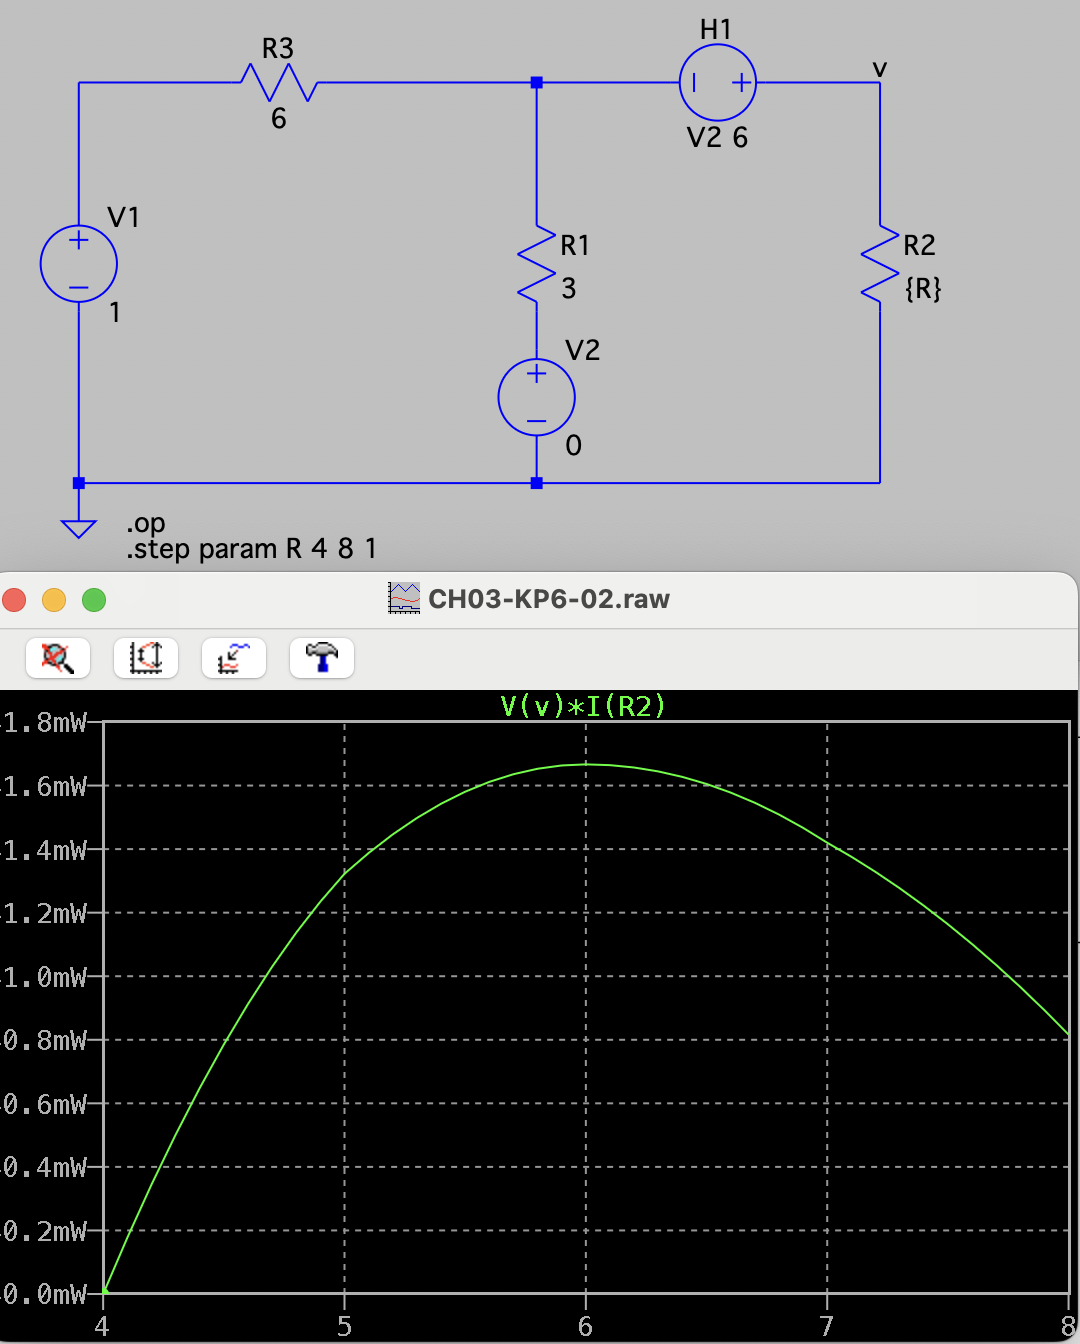 H1
R3
v
6
V2 6
V1
R1
R2
3
{R}
1
V2
0
.op
.step param R 4 8 1
CH03-KP6-02.raw
V(v)*I(R2)
1.8mW
1.6mW
1.4mW
1.2mW
1.0mW
0.8mW
0.6mW
0.4mW
0.2mW
0.0mW
4 5 6 7 8